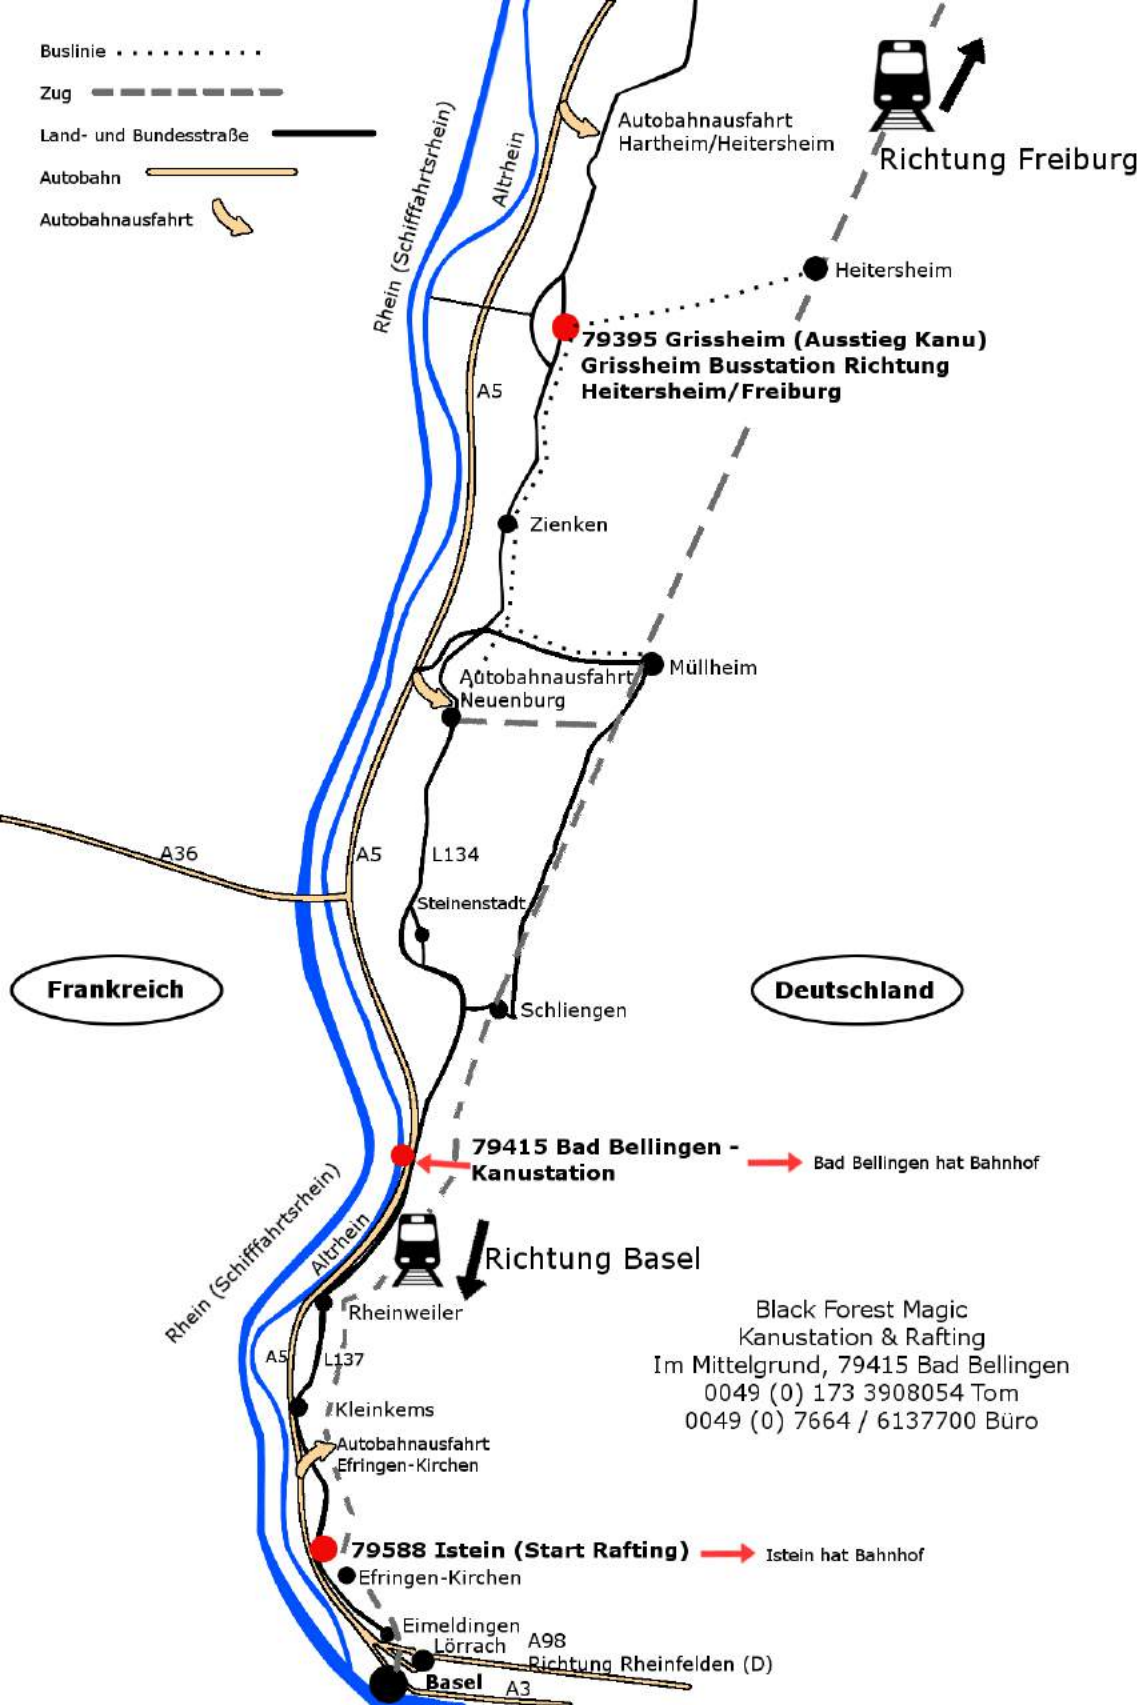 Buslinie
Zug
Land- und Bundesstraße
Autobahn
Autobahnausfahrt
Rhein (Schifffahrtsrhein)
Altrhein
Autobahnausfahrt
Hartheim/Heitersheim
Richtung Freiburg
Heitersheim
79395 Grissheim (Ausstieg Kanu)
Grissheim Busstation Richtung
Heitersheim/Freiburg
A5
Zienken
Müllheim
Autobahnausfahrt
Neuenburg
A36
A5
L134
Steinenstadt
Frankreich
Deutschland
Schliengen
79415 Bad Bellingen -
Kanustation
Bad Bellingen hat Bahnhof
Rhein (Schifffahrtsrhein)
Altrhein
Richtung Basel
Rheinweiler
Black Forest Magic
Kanustation & Rafting
Im Mittelgrund, 79415 Bad Bellingen
0049 (0) 173 3908054 Tom
0049 (0) 7664 / 6137700 Büro
A5
L137
Kleinkems
Autobahnausfahrt
Efringen-Kirchen
79588 Istein (Start Rafting)
Istein hat Bahnhof
Efringen-Kirchen
Eimeldingen
Lörrach
A98
Richtung Rheinfelden (D)
Basel
A3